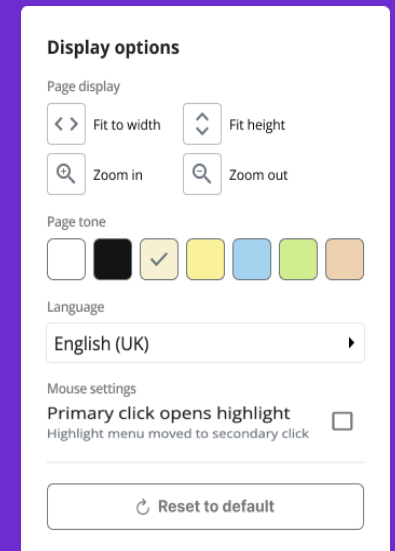 Display options
Page display
Fit to width
Fit height
Zoom in
Zoom out
Page tone
Language
English (UK)
Mouse settings
Primary click opens highlight
Highlight menu moved to secondary click
Reset to default